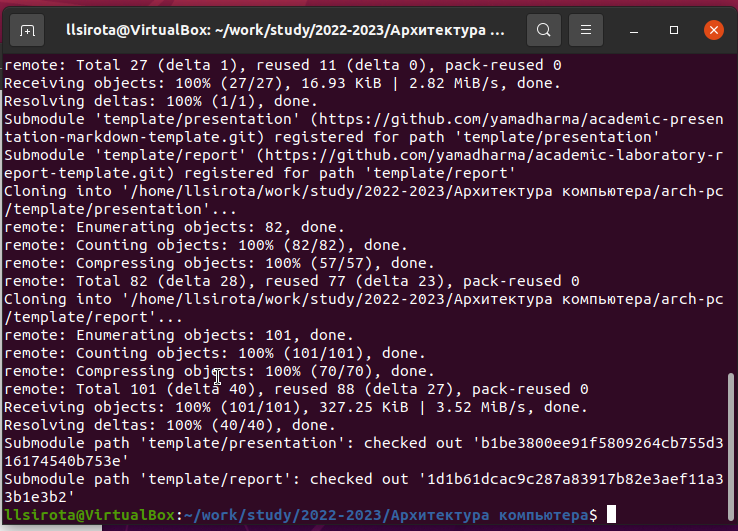 llsirota@VirtualBox: ~/work/study/2022-2023/Архитектура ...
remote: Total 27 (delta 1), reused 11 (delta 0), pack-reused 0
Receiving objects: 100% (27/27), 16.93 KiB | 2.82 MiB/s, done.
Resolving deltas: 100% (1/1), done.
Submodule 'template/presentation' (https://github.com/yamadharma/academic-presen
tation-markdown-template.git) registered for path 'template/presentation'
Submodule 'template/report' (https://github.com/yamadharma/academic-laboratory-r
eport-template.git) registered for path 'template/report'
Cloning into '/home/llsirota/work/study/2022-2023/Архитектура компьютера/arch-pc
/template/presentation'...
remote: Enumerating objects: 82, done.
remote: Counting objects: 100% (82/82), done.
remote: Compressing objects: 100% (57/57), done.
remote: Total 82 (delta 28), reused 77 (delta 23), pack-reused 0
Cloning into '/home/llsirota/work/study/2022-2023/Архитектура компьютера/arch-pc
/template/report'...
remote: Enumerating objects: 101, done.
remote: Counting objects: 100% (101/101), done.
remote: Compressing objects: 100% (70/70), done.
remote: Total 101 (delta 40), reused 88 (delta 27), pack-reused 0
Receiving objects: 100% (101/101), 327.25 KiB | 3.52 MiB/s, done.
Resolving deltas: 100% (40/40), done.
Submodule path 'template/presentation': checked out 'b1be3800ee91f5809264cb755d3
16174540b753e'
Submodule path 'template/report': checked out '1d1b61dcac9c287a83917b82e3aef11a3
3b1e3b2'
llsirota@VirtualBox:~/work/study/2022-2023/Архитектура компьютера$